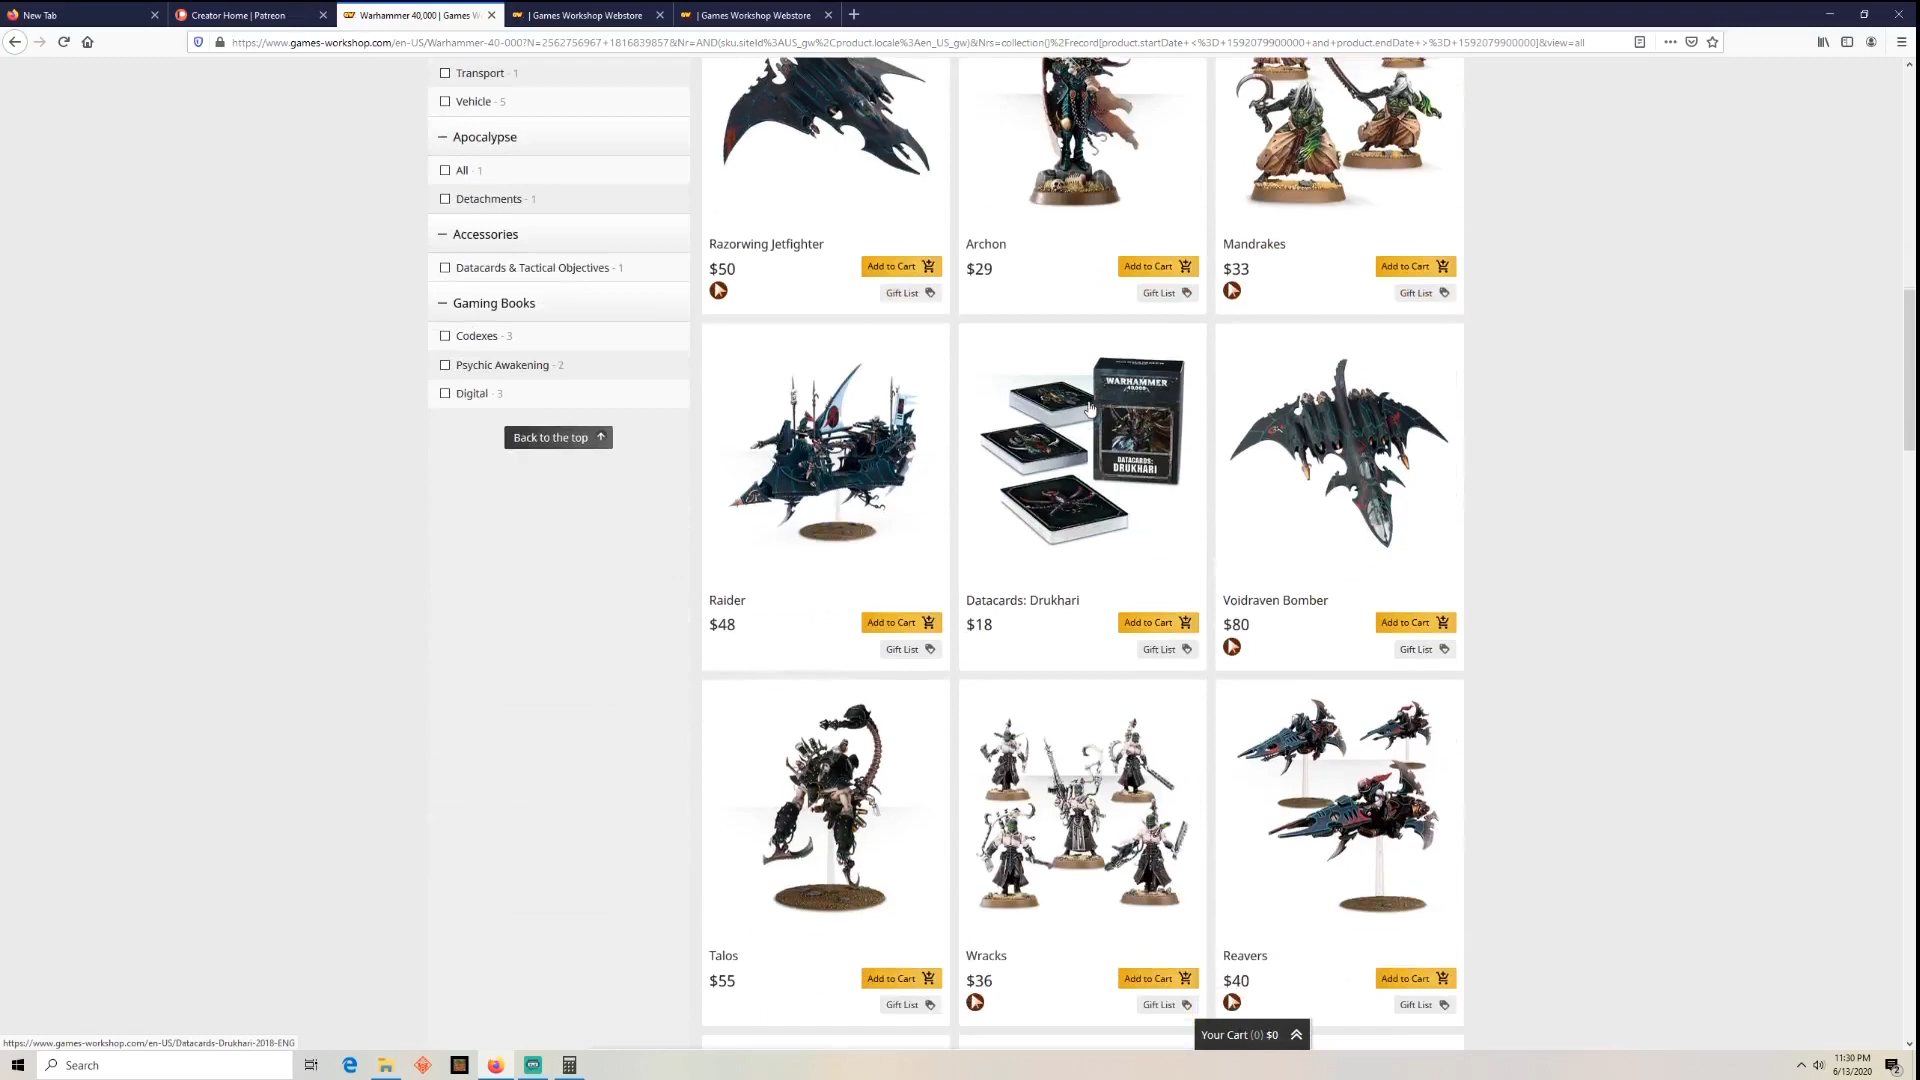 New Tab
Creator Home | Patreon
Warhammer 40,000 | Games W
| Games Workshop Webstore
| Games Workshop Webstore
https://www.games-workshop.com/en-US/Warhammer-40-000?N=2562756967+1816839857&Nr=AND(sku.siteId%3AUS_gw%2Cproduct.locale%3Aen_US_gw)&Nrs=collection()%2Frecord[product.startDate+<%3D+1592079900000+and+product.endDate+>%3D+1592079900000]&view=all
Transport - 1
Vehicle - 5
Apocalypse
All - 1
Detachments - 1
Accessories
Datacards & Tactical Objectives - 1
Gaming Books
Codexes - 3
Psychic Awakening - 2
Digital - 3
Back to the top
Razorwing Jetfighter
$50
Add to Cart
Gift List
Archon
$29
Add to Cart
Gift List
Mandrakes
$33
Add to Cart
Gift List
WARHAMMER
40,000
DATACARDS:
DRUKHARI
Raider
$48
Add to Cart
Gift List
Datacards: Drukhari
$18
Add to Cart
Gift List
Voidraven Bomber
$80
Add to Cart
Gift List
Talos
$55
Add to Cart
Gift List
Wracks
$36
Add to Cart
Gift List
Reavers
$40
Add to Cart
Gift List
Your Cart (0) $0
https://www.games-workshop.com/en-US/Datacards-Drukhari-2018-ENG
Search
11:30 PM
6/13/2020
2